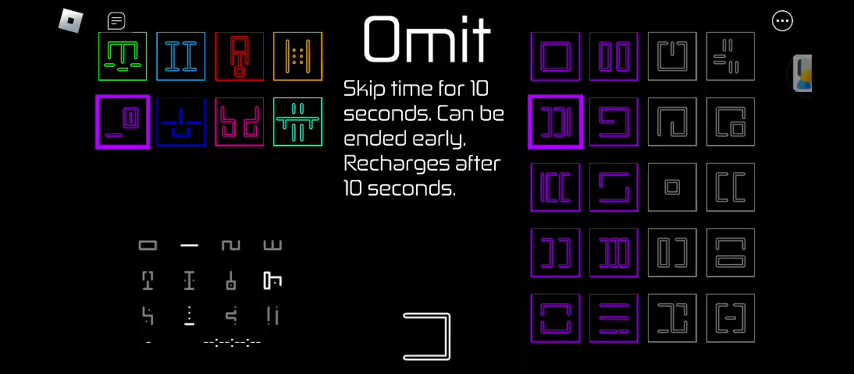 Omit
Skip time for 10
seconds. Can be
ended early.
Recharges after
10 seconds.
- --:--:--:--